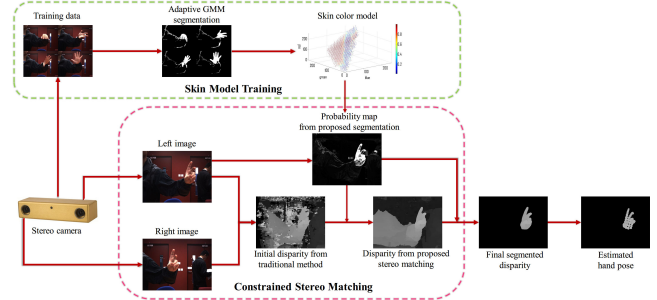 Training data
Adaptive GMM
segmentation
Skin color model
Skin Model Training
Probability map
from proposed segmentation
Left image
Stereo camera
Right image
Initial disparity from
traditional method
Disparity from proposed
stereo matching
Final segmented
disparity
Estimated
hand pose
Constrained Stereo Matching